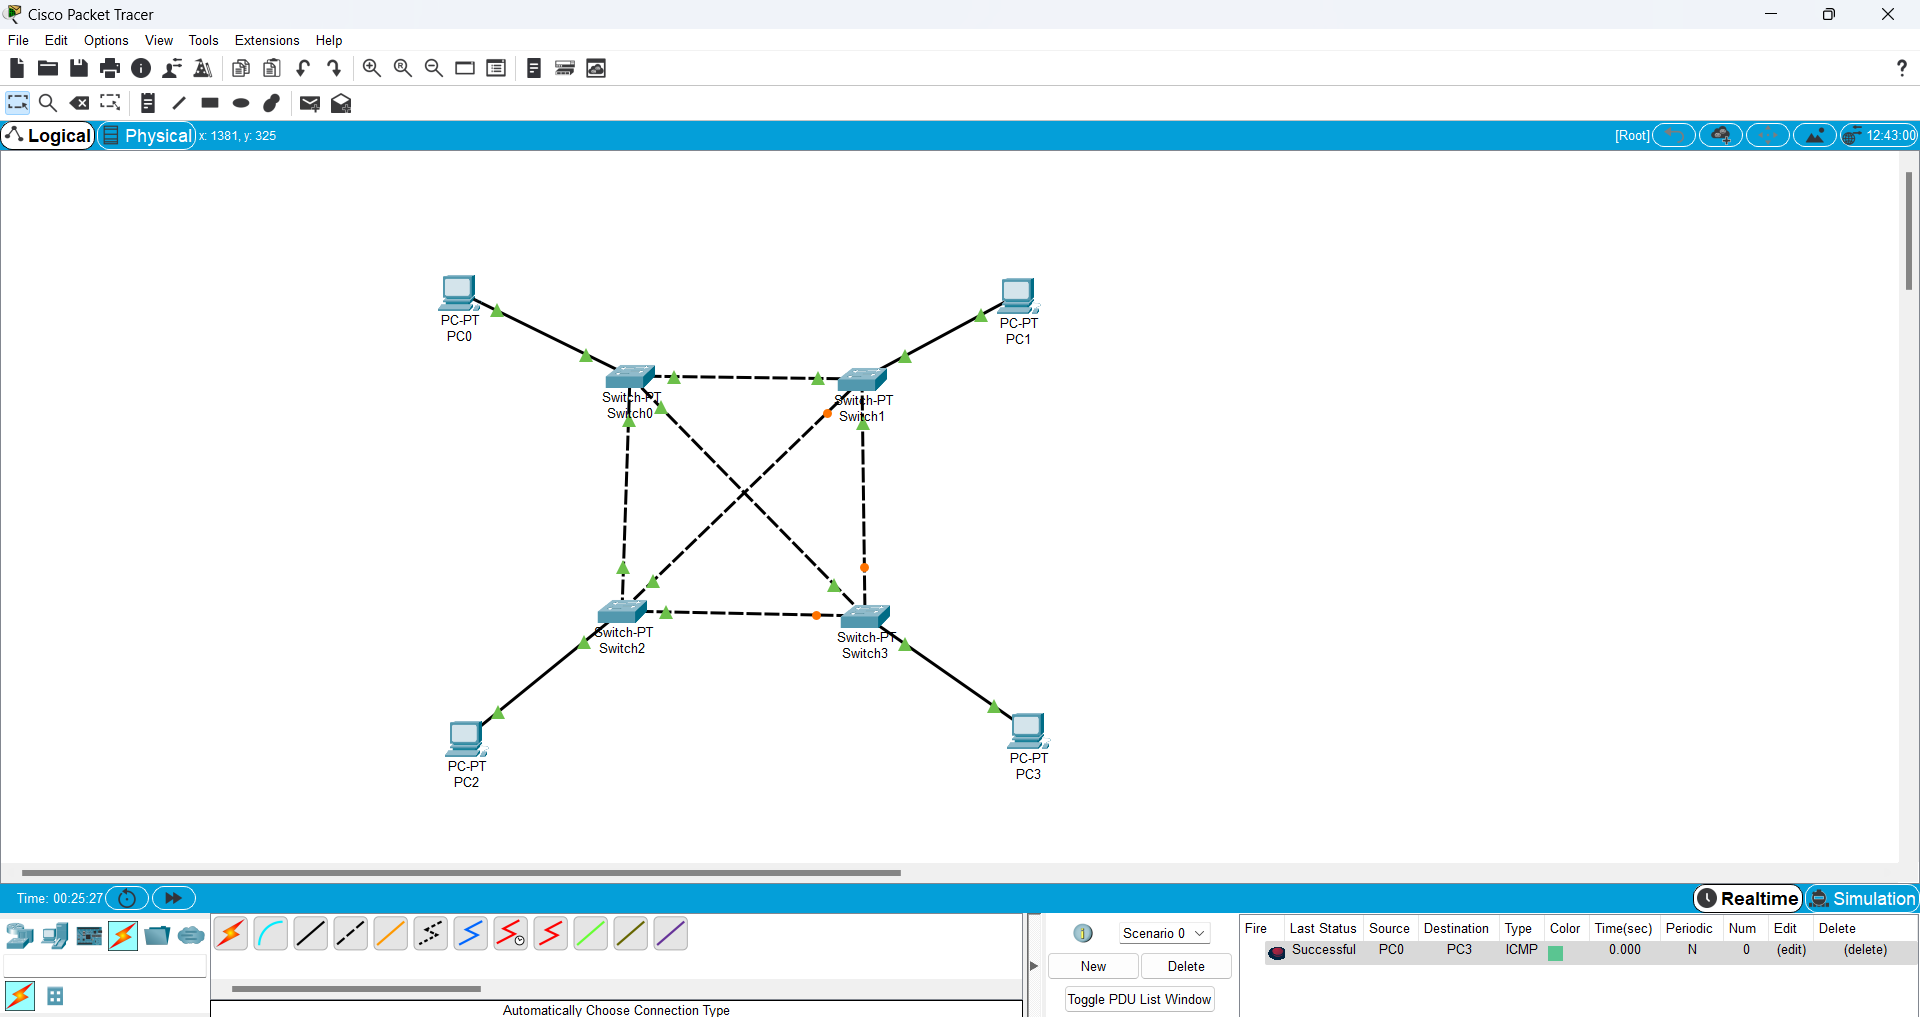 Cisco Packet Tracer
File Edit Options View Tools Extensions Help
?
Logical Physical x: 1381, y: 325 [Root] 12:43:00
PC-PT
PC0
PC-PT
PC1
Switch-PT
Switch0
Switch-PT
Switch1
Switch-PT
Switch2
Switch-PT
Switch3
PC-PT
PC2
PC-PT
PC3
Time: 00:25:27 Realtime Simulation
Scenario 0
New Delete
Toggle PDU List Window
Fire Last Status Source Destination Type Color Time(sec) Periodic Num Edit Delete
Successful PC0 PC3 ICMP 0.000 N 0 (edit) (delete)
Automatically Choose Connection Type